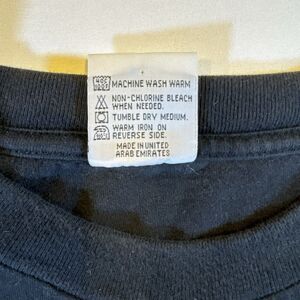 MACHINE WASH WARM
NON-CHLORINE BLEACH
WHEN NEEDED.
TUMBLE DRY MEDIUM.
WARM IRON ON
REVERSE SIDE.
MADE IN UNITED
ARAB EMIRATES